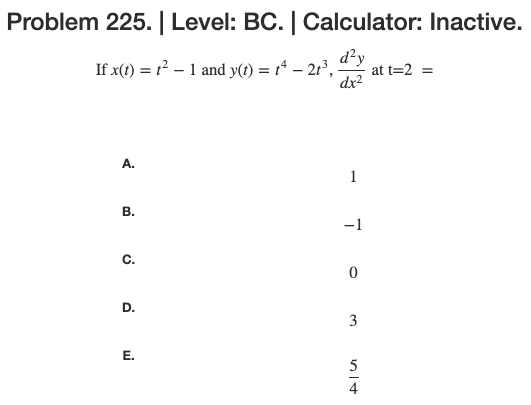 Problem 225. | Level: BC. | Calculator: Inactive.
If x(t) = t² − 1 and y(t) = t⁴ − 2t³, d²y/dx² at t=2 =
A. 1
B. −1
C. 0
D. 3
E. 5/4